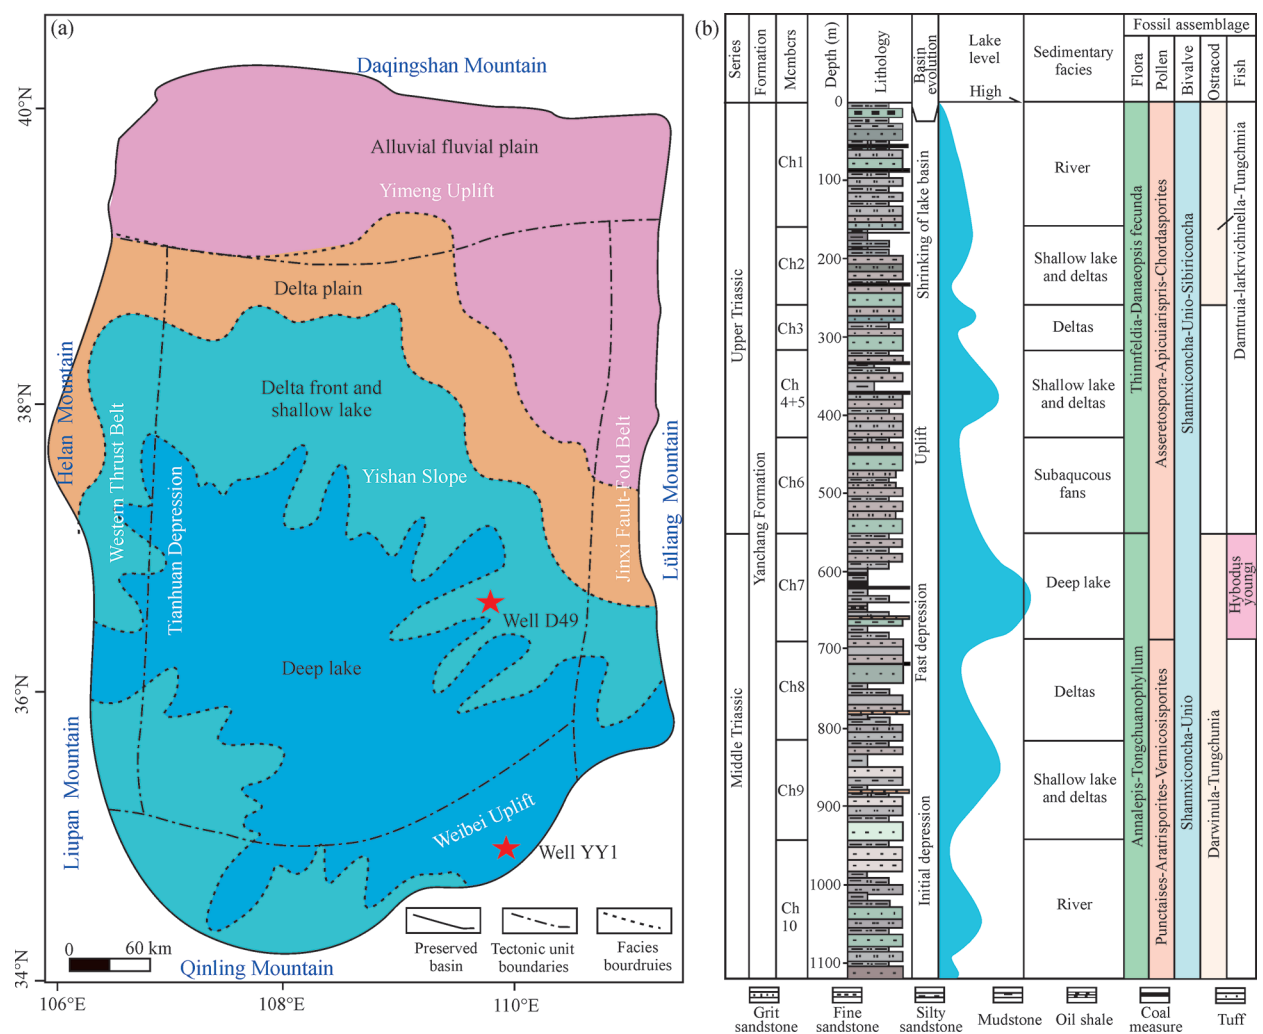 (a)
Daqingshan Mountain
40°N
Alluvial fluvial plain
Yimeng Uplift
Delta plain
Helan Mountain
38°N
Delta front and
shallow lake
Western Thrust Belt
Tianhuan Depression
Yishan Slope
Jinxi Fault-Fold Belt
Lüliang Mountain
Well D49
Deep lake
36°N
Liupan Mountain
Weibei Uplift
Well YY1
0
60 km
Preserved
basin
Tectonic unit
boundaries
Facies
bourdruies
Qinling Mountain
34°N
106°E
108°E
110°E
(b)
Series
Formation
Mcmbcrs
Depth (m)
Lithology
Basin
evolution
Lake
level
High
Sedimentary
facies
Fossil assemblage
Flora
Pollen
Bivalve
Ostracod
Fish
Upper Triassic
Middle Triassic
Yanchang Formation
Ch1
Ch2
Ch3
Ch
4+5
Ch6
Ch7
Ch8
Ch9
Ch
10
0
100
200
300
400
500
600
700
800
900
1000
1100
Shrinking of lake basin
Uplift
Fast depression
Initial depression
River
Shallow lake
and deltas
Deltas
Shallow lake
and deltas
Subaqucous
fans
Deep lake
Deltas
Shallow lake
and deltas
River
Thinnfeldia-Danaeopsis fecunda
Annalepis-Tongchuanophyllum
Asseretospora-Apicuiarispris-Chordasporites
Punctaises-Aratrisporites-Vernicosisporites
Shannxiconcha-Unio-Sibiriconcha
Shannxiconcha-Unio
Darwinula-Tungchunia
Darntruia-larkrvichinella-Tungchmia
Hybodus
youngi
Grit
sandstone
Fine
sandstone
Silty
sandstone
Mudstone
Oil shale
Coal
measure
Tuff